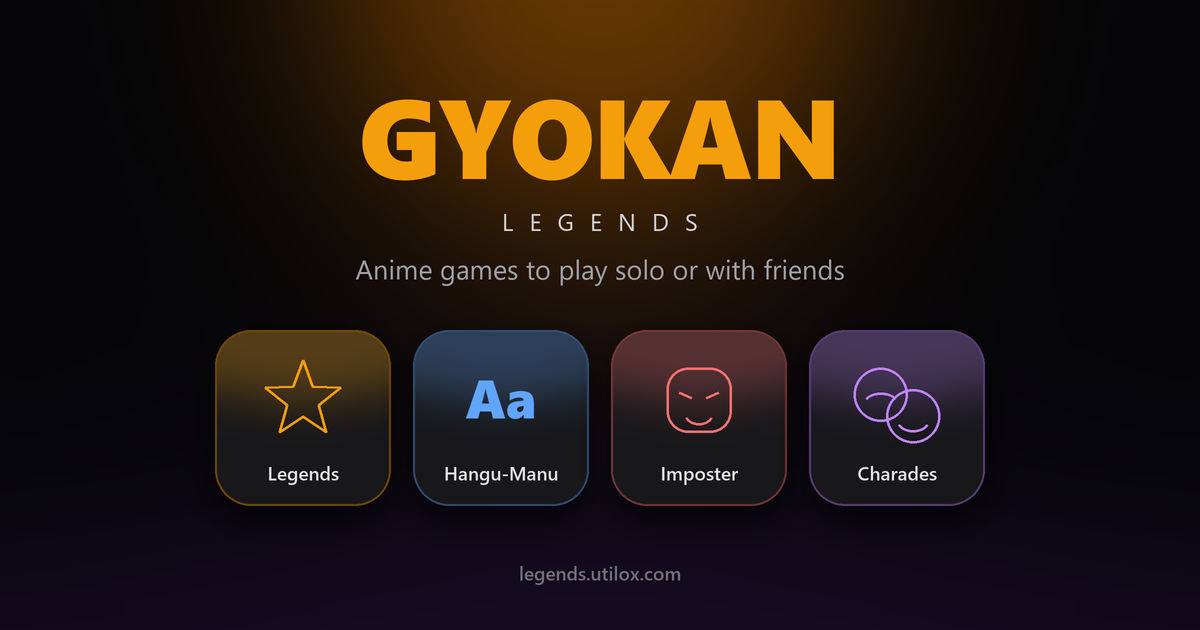 GYOKAN
LEGENDS
Anime games to play solo or with friends
Aa
Legends
Hangu-Manu
Imposter
Charades
legends.utilox.com